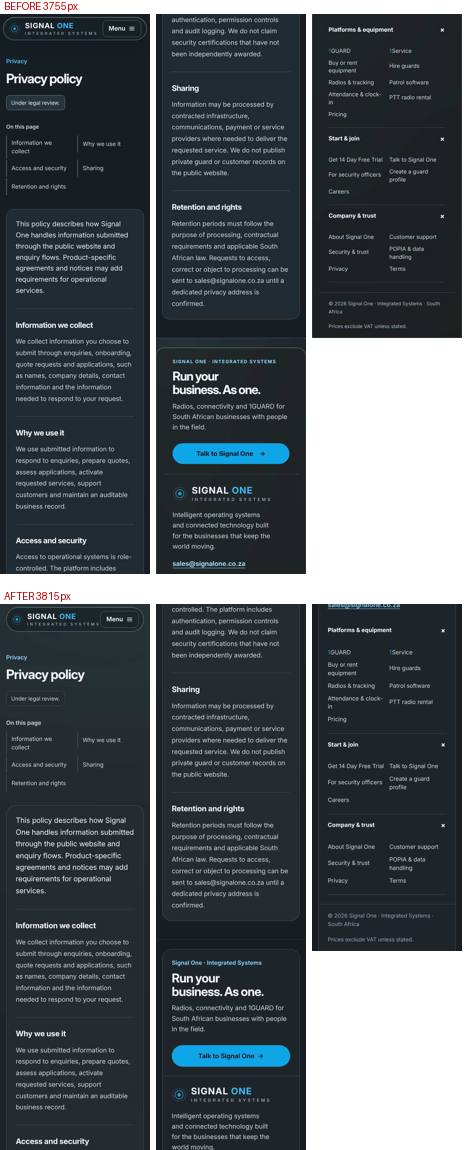 BEFORE 3755 px
SIGNAL ONE
INTEGRATED SYSTEMS
Menu
Privacy
Privacy policy
Under legal review.
On this page
Information we collect
Why we use it
Access and security
Sharing
Retention and rights
This policy describes how Signal
One handles information submitted
through the public website and
enquiry flows. Product-specific
agreements and notices may add
requirements for operational
services.
Information we collect
We collect information you choose to
submit through enquiries, onboarding,
quote requests and applications, such
as names, company details, contact
information and the information
needed to respond to your request.
Why we use it
We use submitted information to
respond to enquiries, prepare quotes,
assess applications, activate
requested services, support
customers and maintain an auditable
business record.
Access and security
Access to operational systems is role-
controlled. The platform includes
authentication, permission controls
and audit logging. We do not claim
security certifications that have not
been independently awarded.
Sharing
Information may be processed by
contracted infrastructure,
communications, payment or service
providers where needed to deliver the
requested service. We do not publish
private guard or customer records on
the public website.
Retention and rights
Retention periods must follow the
purpose of processing, contractual
requirements and applicable South
African law. Requests to access,
correct or object to processing can be
sent to sales@signalone.co.za until a
dedicated privacy address is
confirmed.
SIGNAL ONE · INTEGRATED SYSTEMS
Run your
business. As one.
Radios, connectivity and 1GUARD for
South African businesses with people
in the field.
Talk to Signal One →
SIGNAL ONE
INTEGRATED SYSTEMS
Intelligent operating systems
and connected technology built
for the businesses that keep the
world moving.
sales@signalone.co.za
Platforms & equipment
1GUARD
1Service
Buy or rent
equipment
Hire guards
Radios & tracking
Patrol software
Attendance & clock-
in
PTT radio rental
Pricing
Start & join
Get 14 Day Free Trial
Talk to Signal One
For security officers
Create a guard
profile
Careers
Company & trust
About Signal One
Customer support
Security & trust
POPIA & data
handling
Privacy
Terms
© 2026 Signal One · Integrated Systems · South
Africa
Prices exclude VAT unless stated.
AFTER 3815 px
SIGNAL ONE
INTEGRATED SYSTEMS
Menu
Privacy
Privacy policy
Under legal review.
On this page
Information we
collect
Why we use it
Access and security
Sharing
Retention and rights
This policy describes how Signal
One handles information submitted
through the public website and
enquiry flows. Product-specific
agreements and notices may add
requirements for operational
services.
Information we collect
We collect information you choose to
submit through enquiries, onboarding,
quote requests and applications, such
as names, company details, contact
information and the information
needed to respond to your request.
Why we use it
We use submitted information to
respond to enquiries, prepare quotes,
assess applications, activate
requested services, support
customers and maintain an auditable
business record.
Access and security
controlled. The platform includes
authentication, permission controls
and audit logging. We do not claim
security certifications that have not
been independently awarded.
Sharing
Information may be processed by
contracted infrastructure,
communications, payment or service
providers where needed to deliver the
requested service. We do not publish
private guard or customer records on
the public website.
Retention and rights
Retention periods must follow the
purpose of processing, contractual
requirements and applicable South
African law. Requests to access,
correct or object to processing can be
sent to sales@signalone.co.za until a
dedicated privacy address is
confirmed.
Signal One · Integrated Systems
Run your
business. As one.
Radios, connectivity and 1GUARD for
South African businesses with people
in the field.
Talk to Signal One →
SIGNAL ONE
INTEGRATED SYSTEMS
Intelligent operating systems
and connected technology built
for the businesses that keep the
world moving.
sales@signalone.co.za
Platforms & equipment
1GUARD
1Service
Buy or rent
equipment
Hire guards
Radios & tracking
Patrol software
Attendance & clock-
in
PTT radio rental
Pricing
Start & join
Get 14 Day Free Trial
Talk to Signal One
For security officers
Create a guard
profile
Careers
Company & trust
About Signal One
Customer support
Security & trust
POPIA & data
handling
Privacy
Terms
© 2026 Signal One · Integrated Systems ·
South Africa
Prices exclude VAT unless stated.